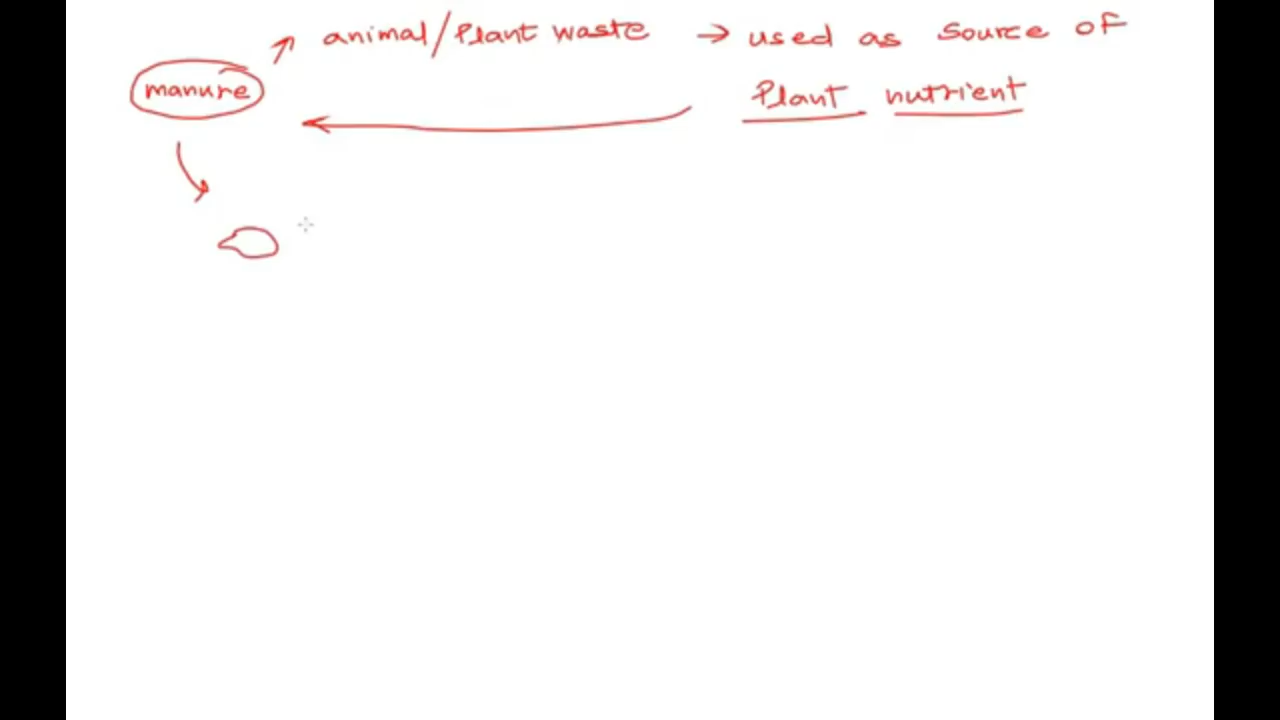 animal/Plant waste → used as source of
manure
Plant nutrient